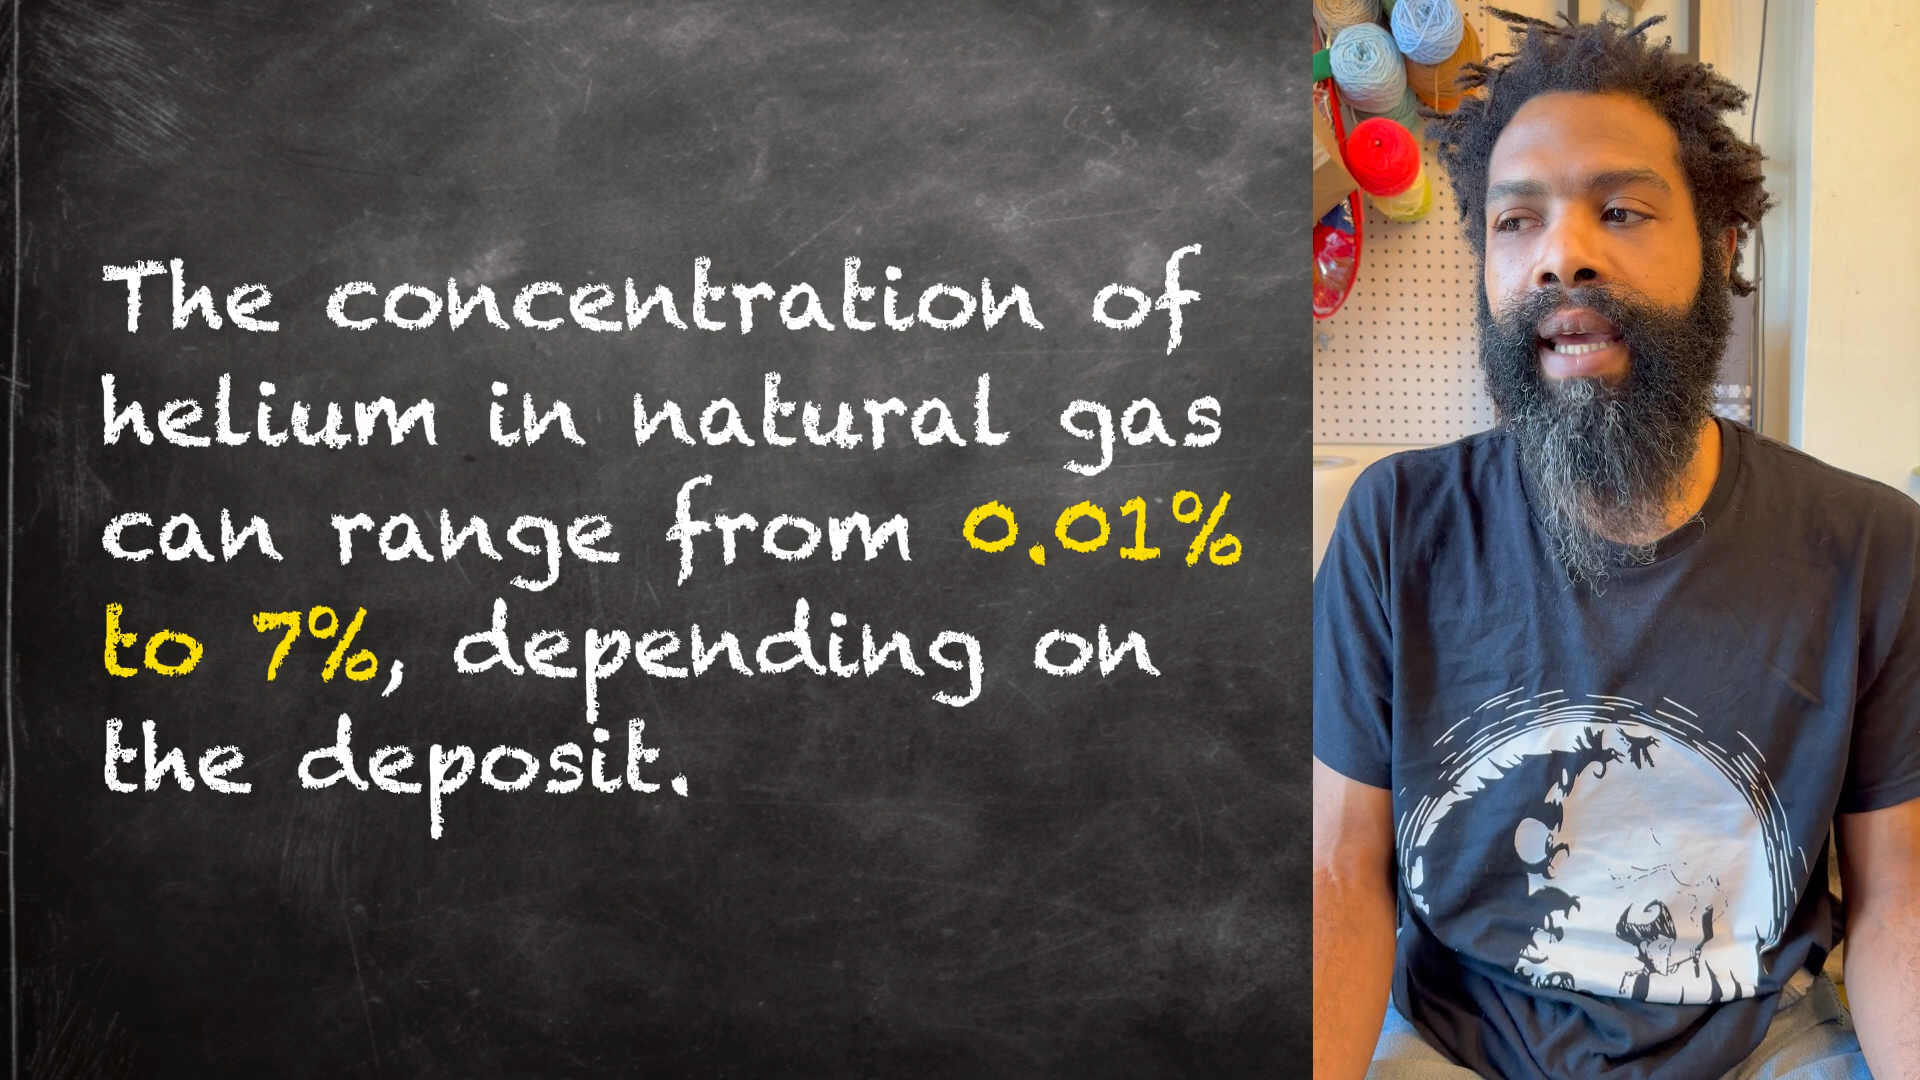 The concentration of
helium in natural gas
can range from 0.01%
to 7%, depending on
the deposit.